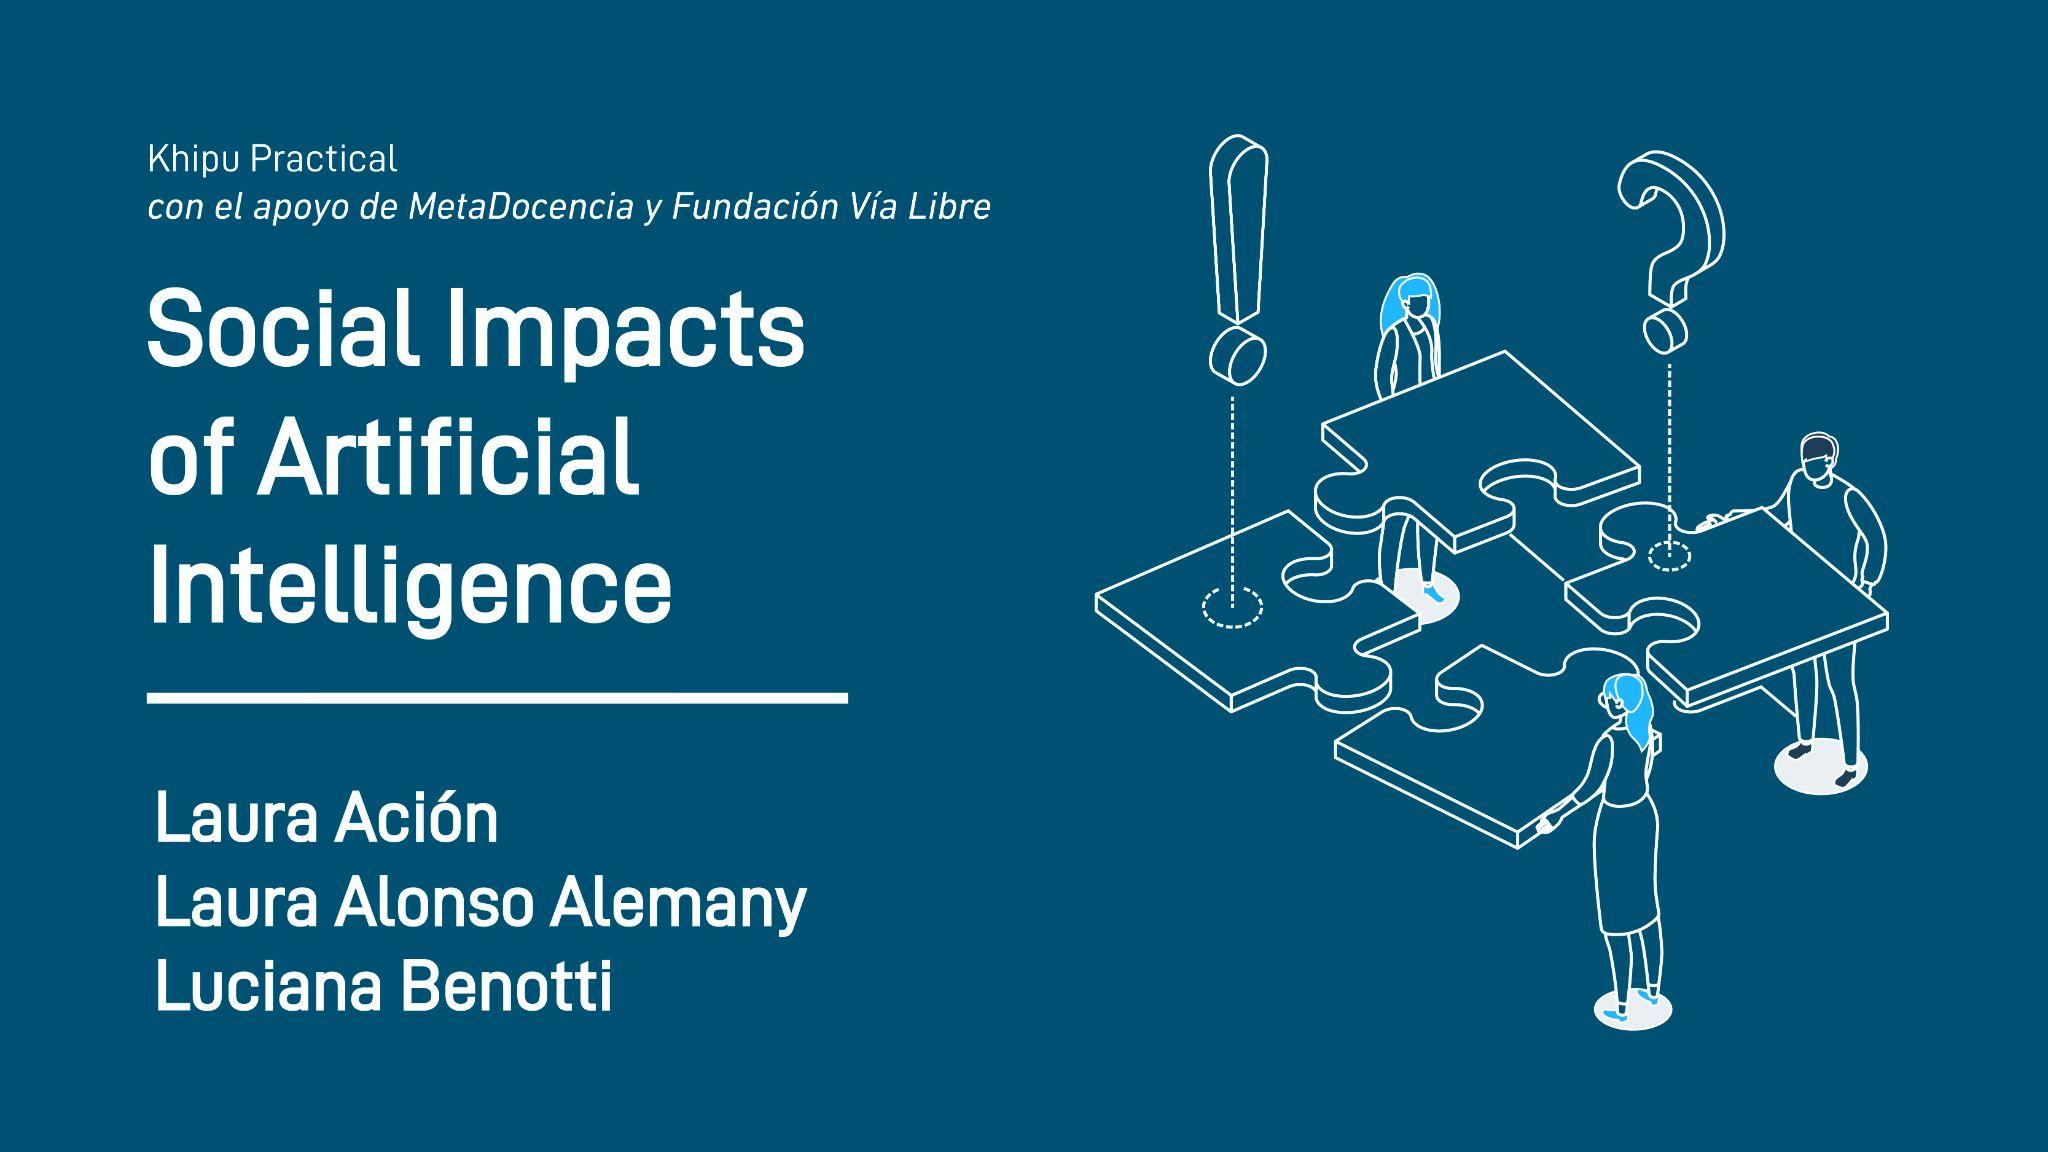 Khipu Practical
con el apoyo de MetaDocencia y Fundación Vía Libre
Social Impacts
of Artificial
Intelligence
Laura Ación
Laura Alonso Alemany
Luciana Benotti